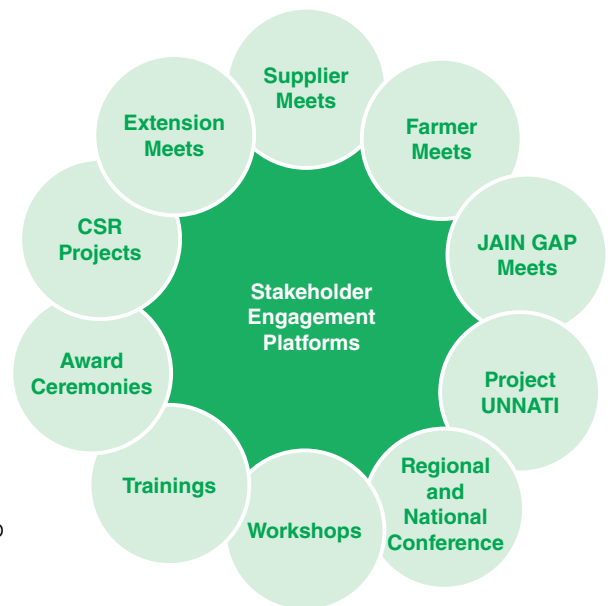 Supplier
Meets
Farmer
Meets
JAIN GAP
Meets
Project
UNNATI
Regional
and
National
Conference
Workshops
Trainings
Award
Ceremonies
CSR
Projects
Extension
Meets
Stakeholder
Engagement
Platforms